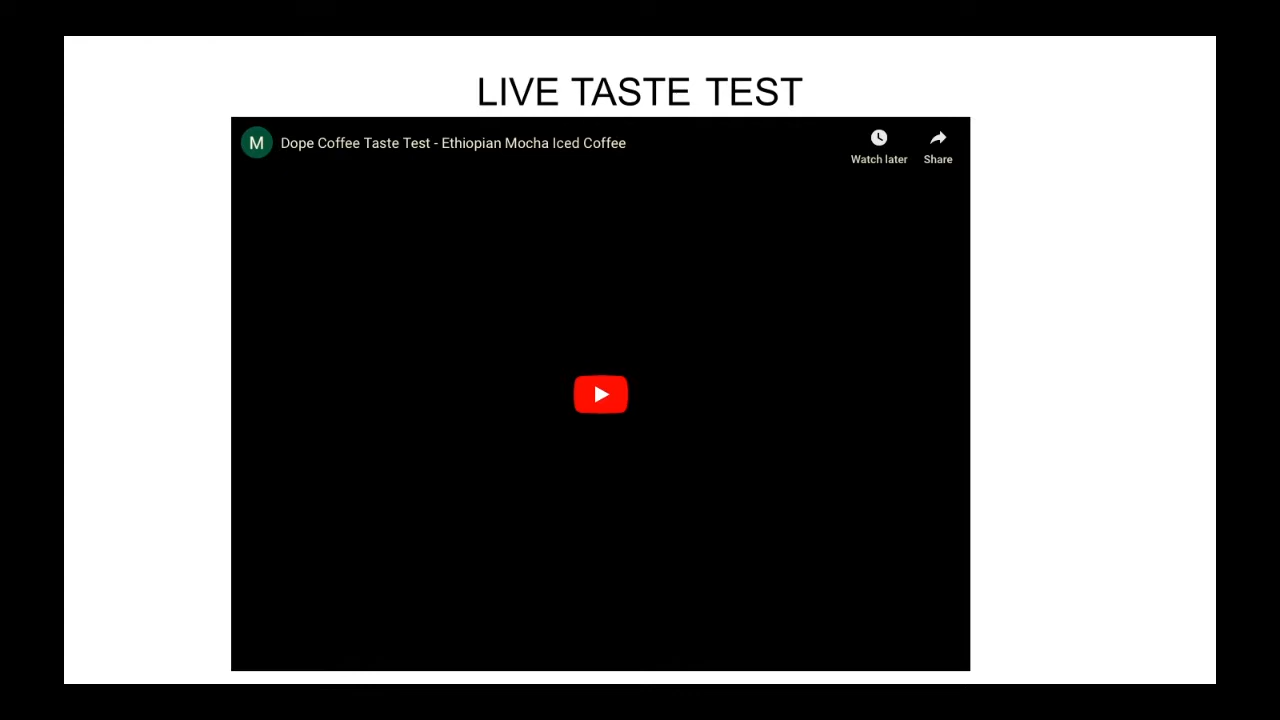 LIVE TASTE TEST
M
Dope Coffee Taste Test - Ethiopian Mocha Iced Coffee
Watch later
Share